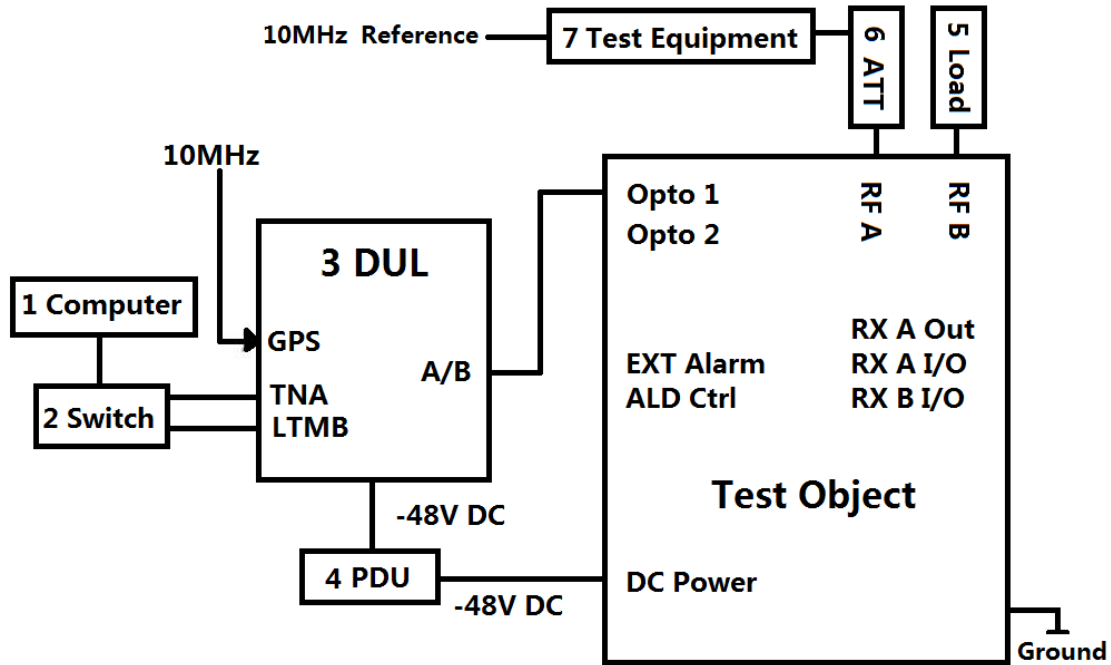 10MHz Reference
7 Test Equipment
6 ATT
5 Load
10MHz
Opto 1
Opto 2
RF A
RF B
3 DUL
1 Computer
GPS
A/B
TNA
LTMB
2 Switch
RX A Out
EXT Alarm
RX A I/O
ALD Ctrl
RX B I/O
Test Object
-48V DC
4 PDU
-48V DC
DC Power
Ground